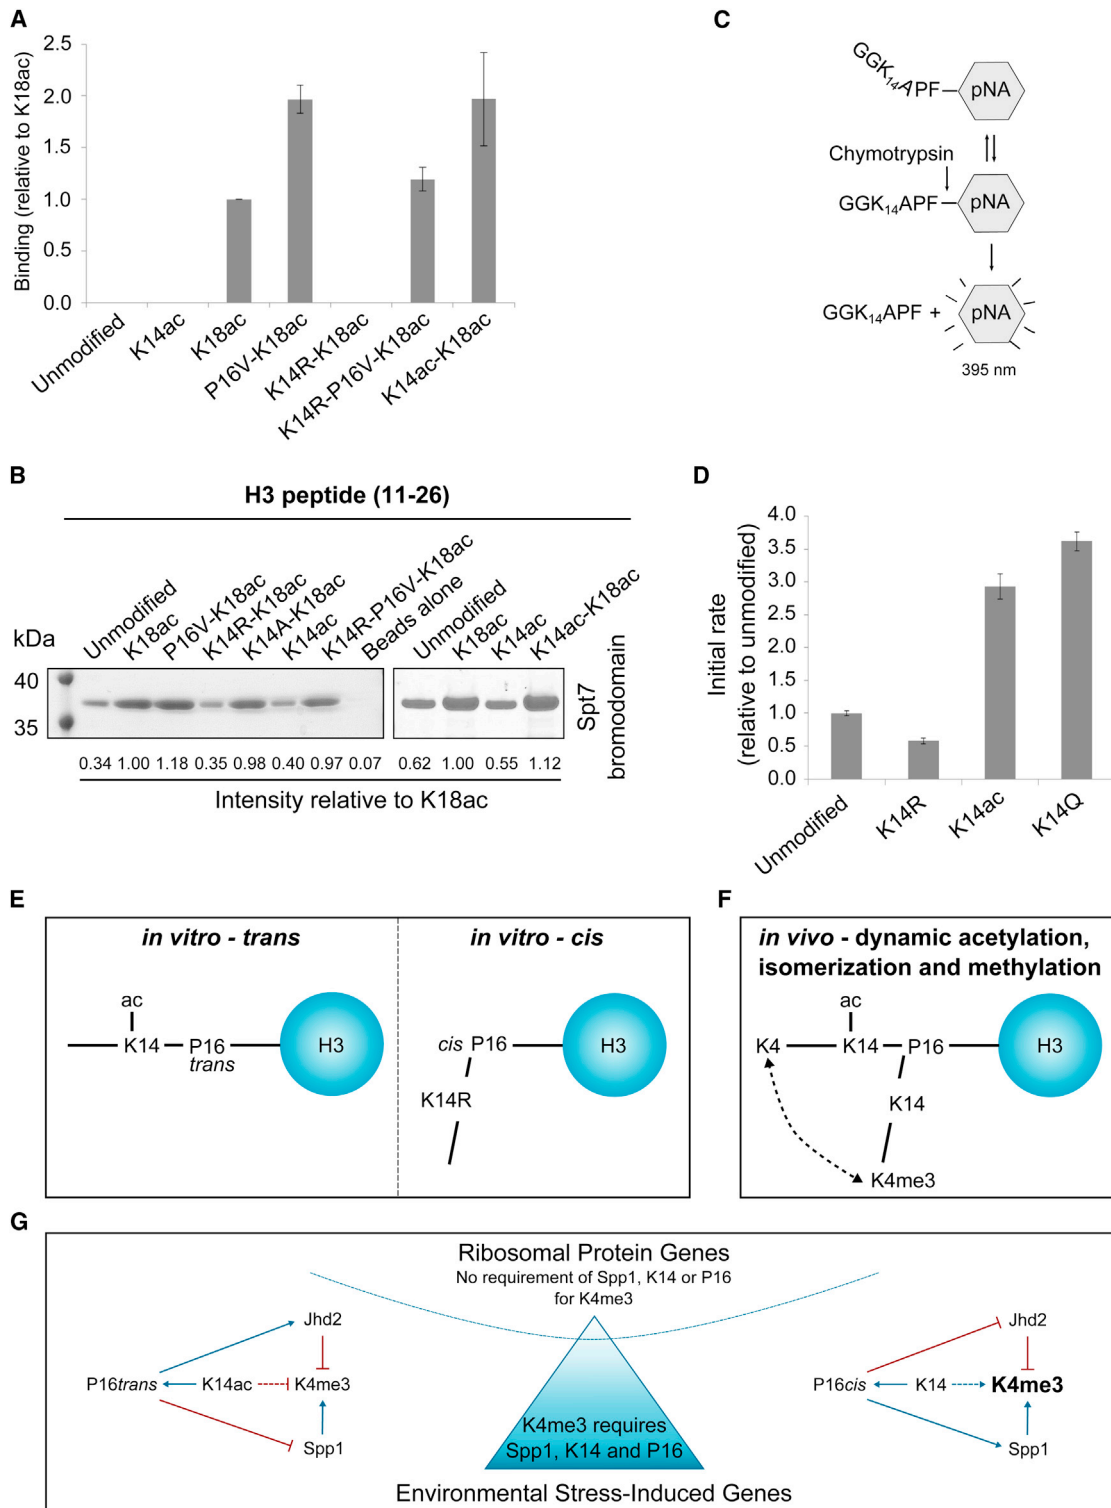 A
Binding (relative to K18ac)
2.5
2.0
1.5
1.0
0.5
0.0
Unmodified
K14ac
K18ac
P16V-K18ac
K14R-K18ac
K14R-P16V-K18ac
K14ac-K18ac
C
GGK14APF
pNA
Chymotrypsin
GGK14APF
pNA
GGK14APF +
pNA
395 nm
B
H3 peptide (11-26)
kDa
Unmodified
K18ac
P16V-K18ac
K14R-K18ac
K14A-K18ac
K14ac
K14R-P16V-K18ac
Beads alone
Unmodified
K18ac
K14ac
K14ac-K18ac
40
35
Spt7
bromodomain
0.34 1.00 1.18 0.35 0.98 0.40 0.97 0.07 0.62 1.00 0.55 1.12
Intensity relative to K18ac
D
Initial rate
(relative to unmodified)
4.0
3.5
3.0
2.5
2.0
1.5
1.0
0.5
0.0
Unmodified
K14R
K14ac
K14Q
E
in vitro - trans
ac
K14
P16
trans
H3
in vitro - cis
cis P16
H3
K14R
F
in vivo - dynamic acetylation,
isomerization and methylation
ac
K4
K14
P16
H3
K14
K4me3
G
Ribosomal Protein Genes
No requirement of Spp1, K14 or P16
for K4me3
Jhd2
P16trans
K14ac
K4me3
Spp1
K4me3 requires
Spp1, K14 and P16
Environmental Stress-Induced Genes
Jhd2
P16cis
K14
K4me3
Spp1